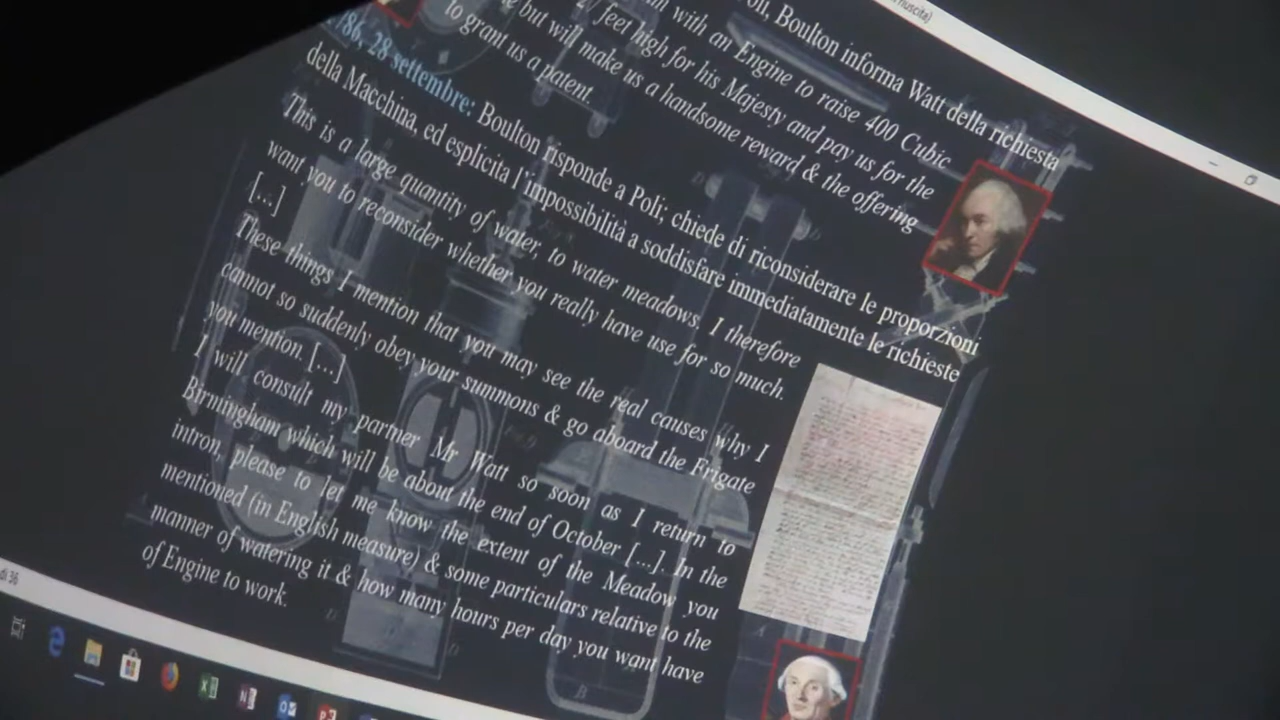 nuscita)
Boulton informa Watt della richiesta
with an Engine to raise 400 Cubic
feet high for his Majesty and pay us for the
but will make us a handsome reward & the offering
to grant us a patent.
/86, 28 settembre: Boulton risponde a Poli; chiede di riconsiderare le proporzioni
della Macchina, ed esplicita l'impossibilità a soddisfare immediatamente le richieste
This is a large quantity of water, to water meadows. I therefore
want you to reconsider whether you really have use for so much.
[...]
These things I mention that you may see the real causes why I
cannot so suddenly obey your summons & go aboard the Frigate
you mention. [...]
I will consult my partner Mr Watt so soon as I return to
Birmingham which will be about the end of October [...]. In the
intron, please to let me know the extent of the Meadow you
mentioned (in English measure) & some particulars relative to the
manner of watering it & how many hours per day you want have
of Engine to work.
di 36